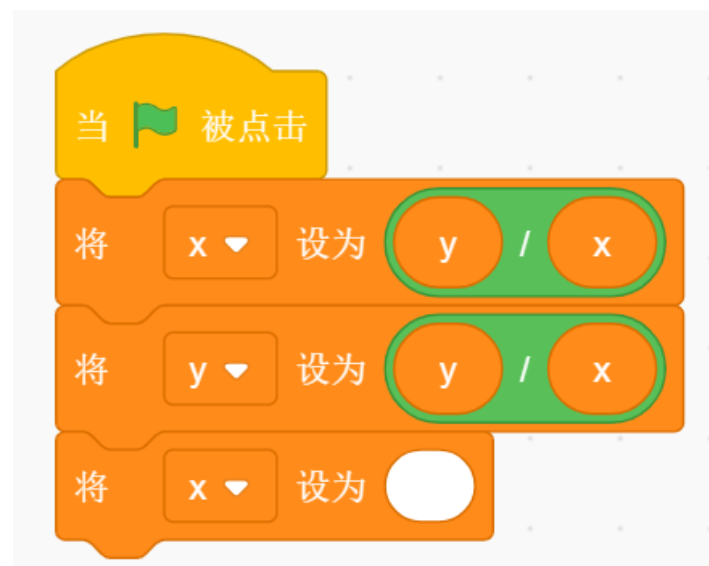 当 被点击
将 x 设为 y / x
将 y 设为 y / x
将 x 设为